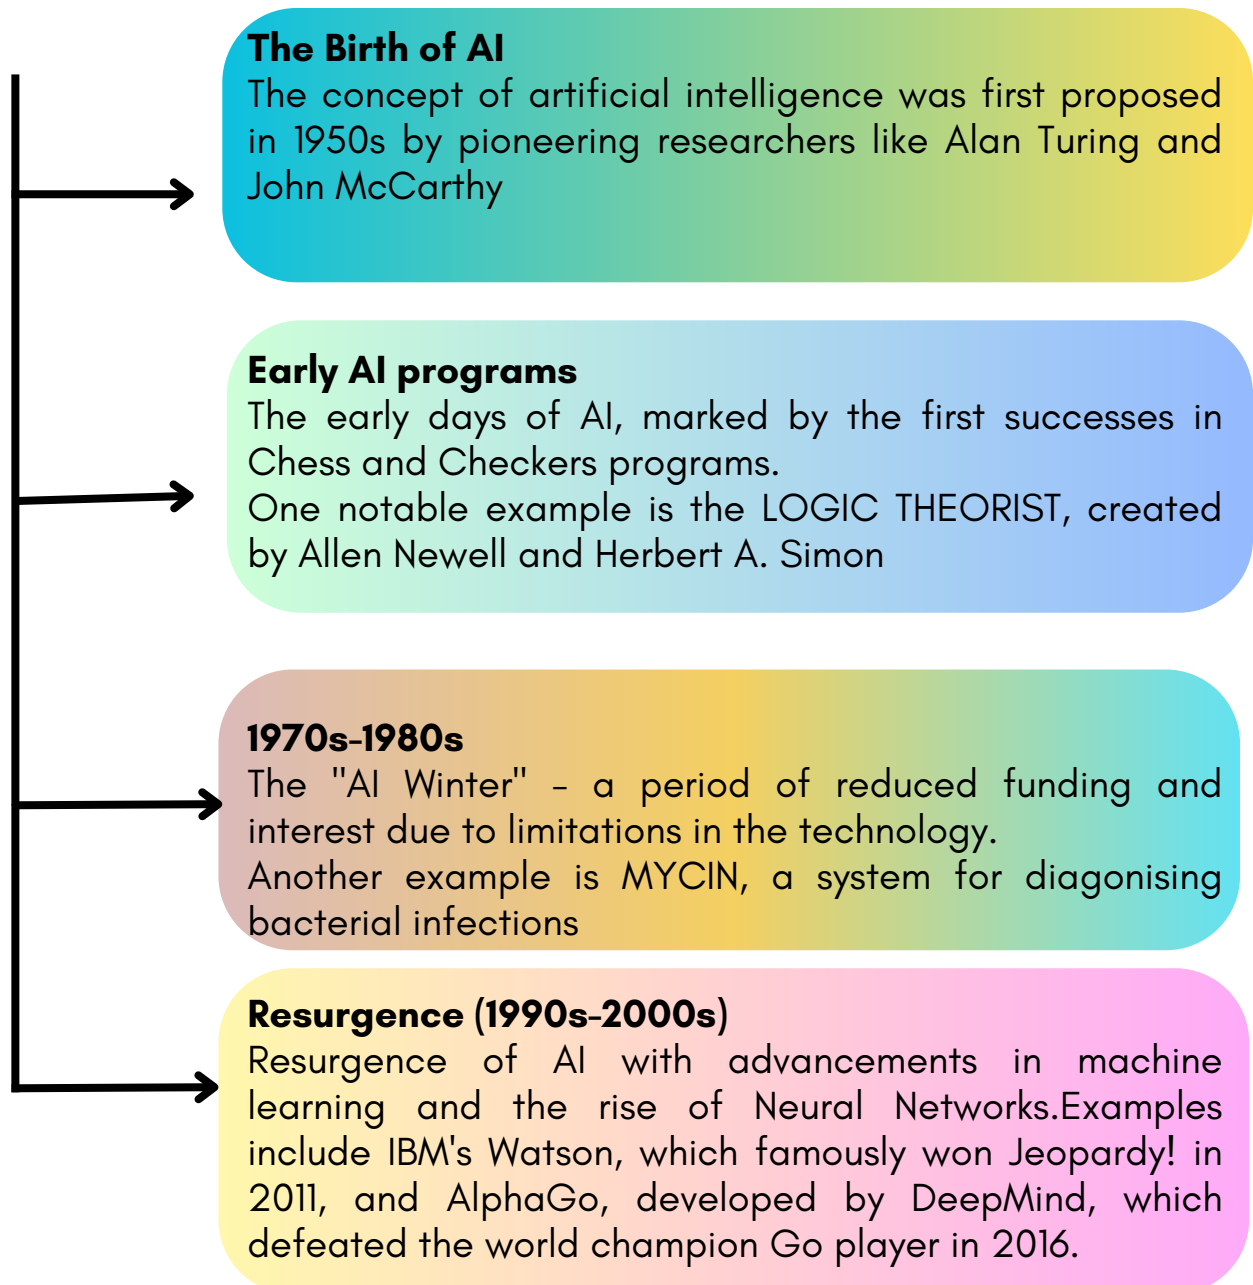 The Birth of AI
The concept of artificial intelligence was first proposed
in 1950s by pioneering researchers like Alan Turing and
John McCarthy
Early AI programs
The early days of AI, marked by the first successes in
Chess and Checkers programs.
One notable example is the LOGIC THEORIST, created
by Allen Newell and Herbert A. Simon
1970s-1980s
The "AI Winter" - a period of reduced funding and
interest due to limitations in the technology.
Another example is MYCIN, a system for diagonising
bacterial infections
Resurgence (1990s-2000s)
Resurgence of AI with advancements in machine
learning and the rise of Neural Networks.Examples
include IBM's Watson, which famously won Jeopardy! in
2011, and AlphaGo, developed by DeepMind, which
defeated the world champion Go player in 2016.